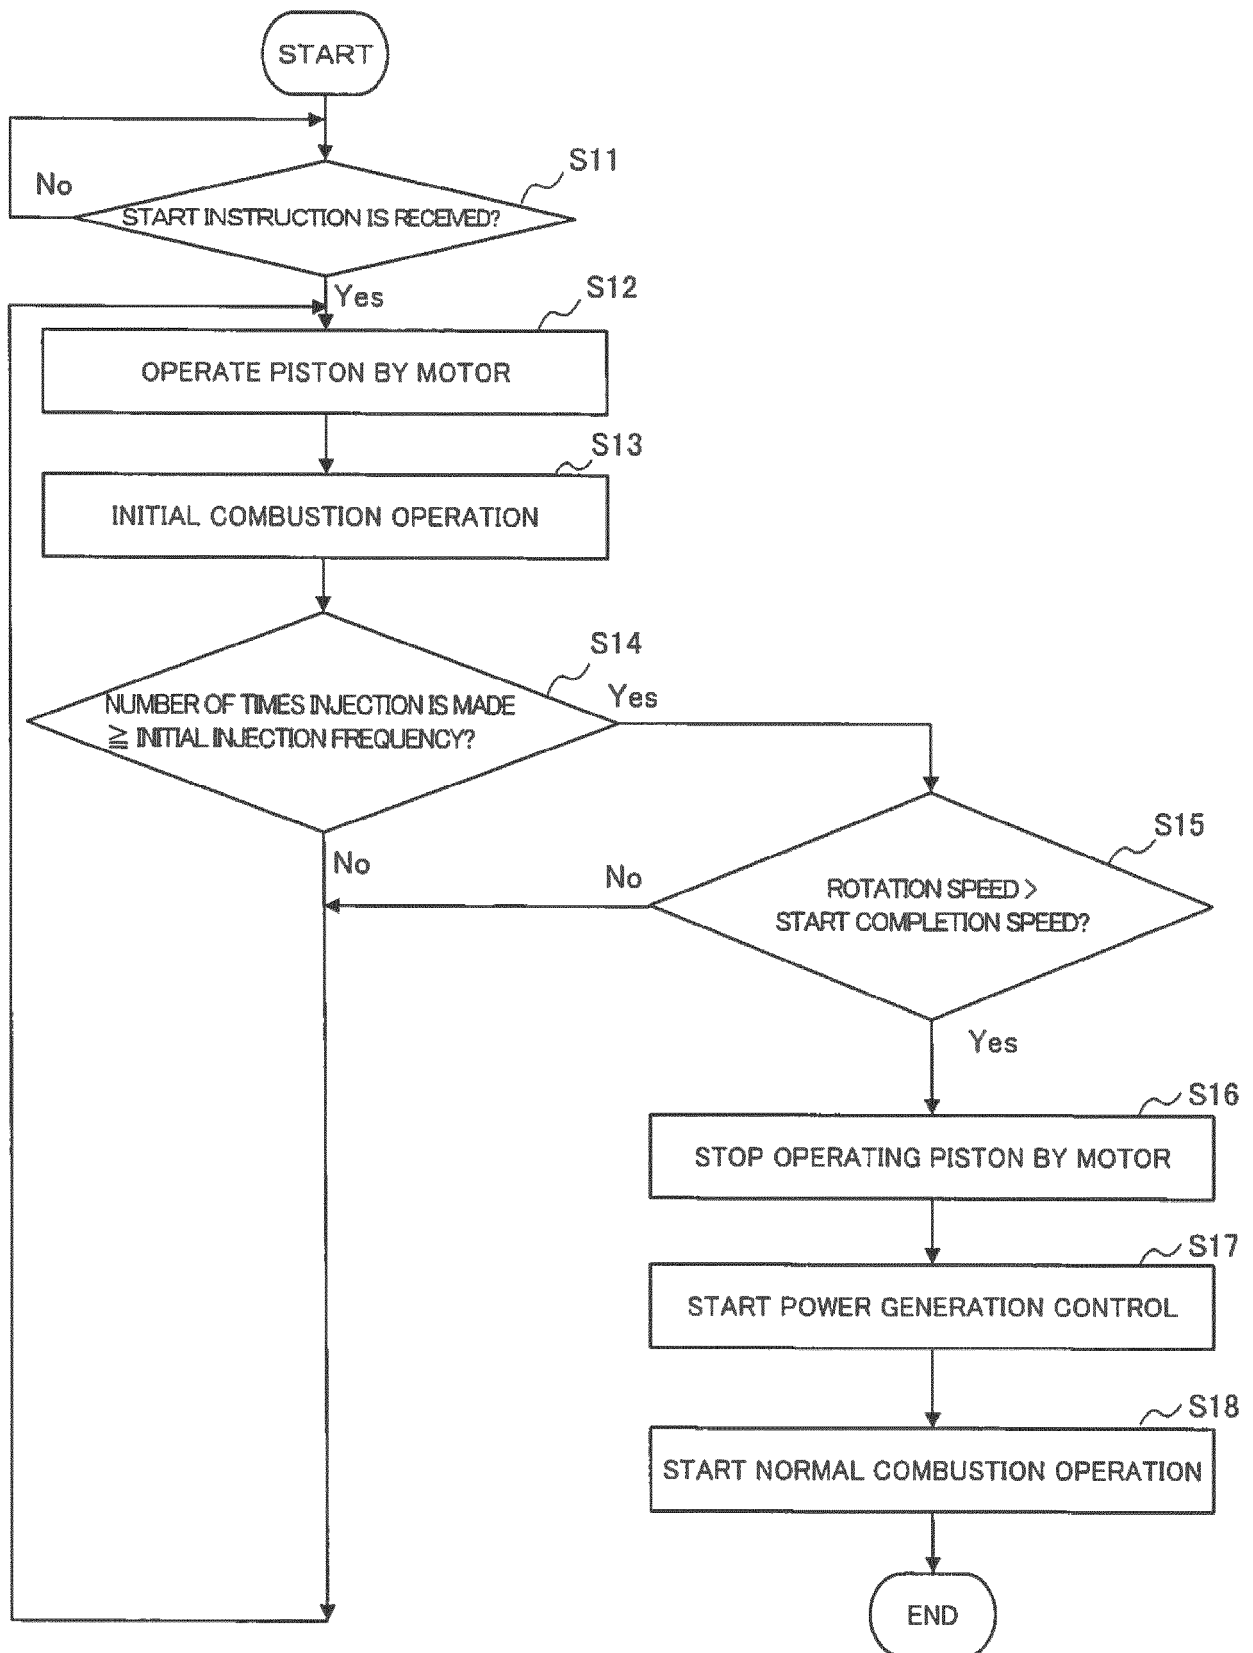 START
S11
No
START INSTRUCTION IS RECEIVED?
Yes
S12
OPERATE PISTON BY MOTOR
S13
INITIAL COMBUSTION OPERATION
S14
NUMBER OF TIMES INJECTION IS MADE
≧ INITIAL INJECTION FREQUENCY?
Yes
No
S15
No
ROTATION SPEED >
START COMPLETION SPEED?
Yes
S16
STOP OPERATING PISTON BY MOTOR
S17
START POWER GENERATION CONTROL
S18
START NORMAL COMBUSTION OPERATION
END